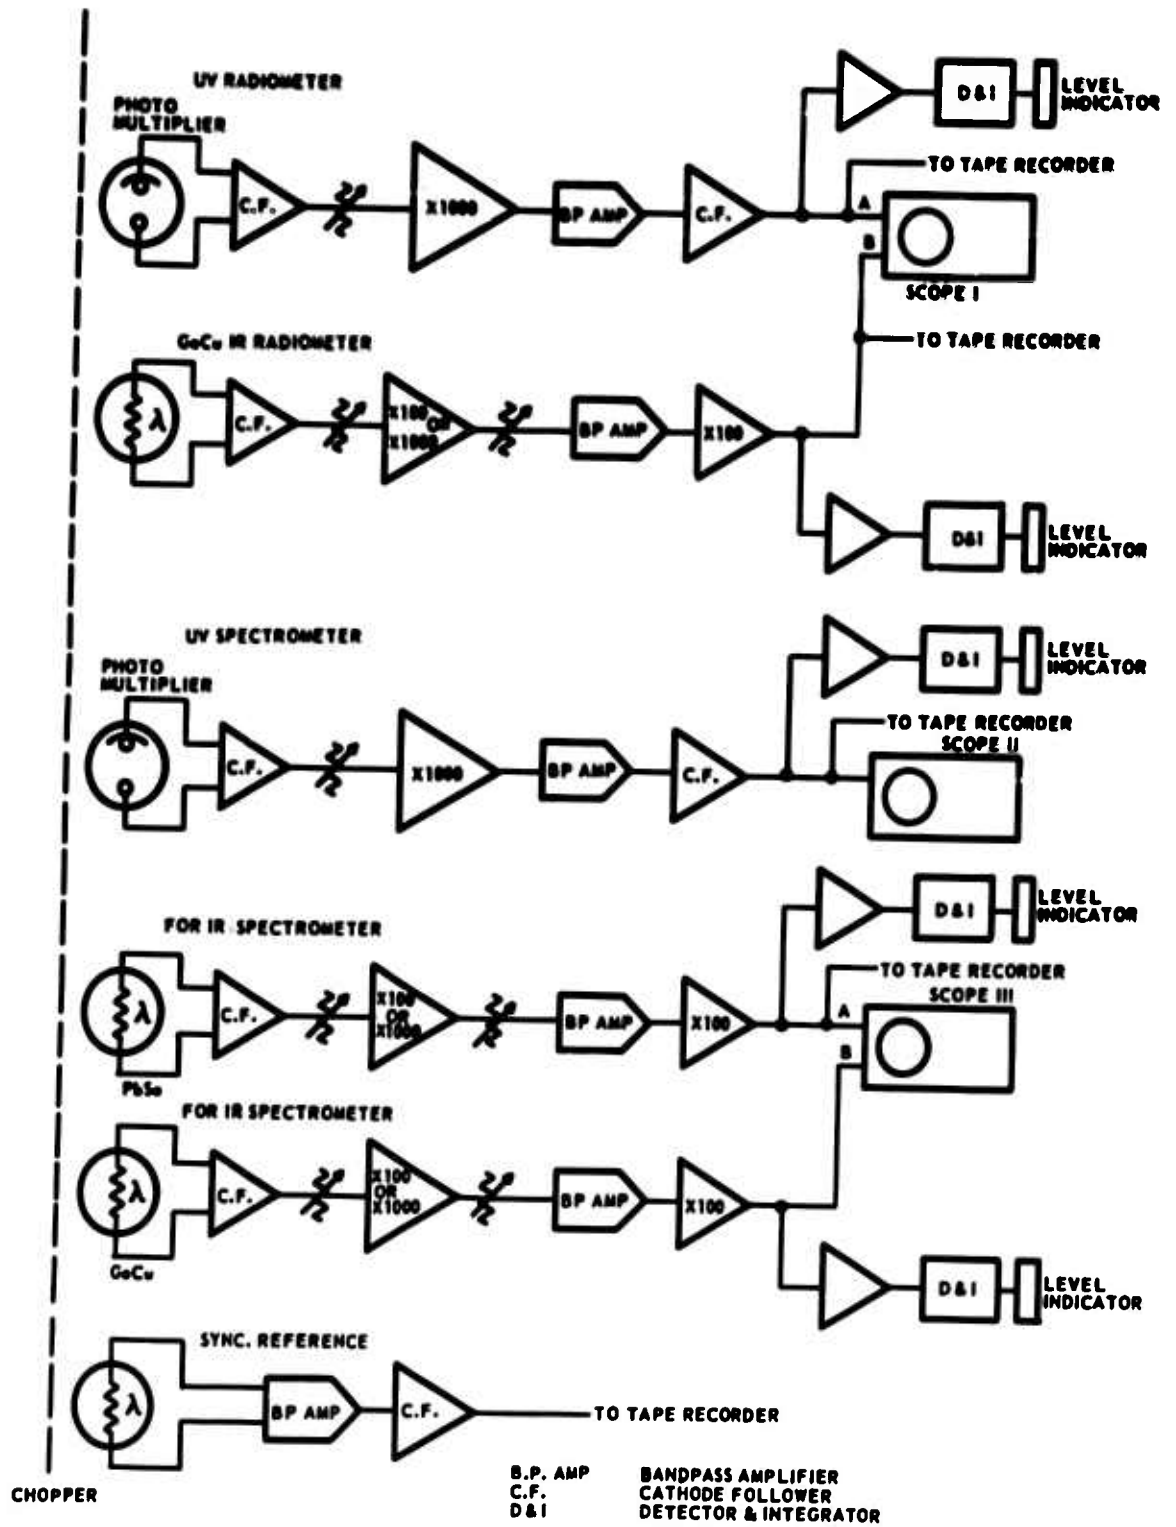 UV RADIOMETER
PHOTO
MULTIPLIER
C.F.
X1000
BP AMP
C.F.
D&I
LEVEL
INDICATOR
TO TAPE RECORDER
A
B
SCOPE I
GeCu IR RADIOMETER
TO TAPE RECORDER
λ
C.F.
X100
OR
X1000
BP AMP
X100
D&I
LEVEL
INDICATOR
UV SPECTROMETER
PHOTO
MULTIPLIER
C.F.
X1000
BP AMP
C.F.
D&I
LEVEL
INDICATOR
TO TAPE RECORDER
SCOPE II
FOR IR SPECTROMETER
λ
PbSe
C.F.
X100
OR
X1000
BP AMP
X100
D&I
LEVEL
INDICATOR
TO TAPE RECORDER
SCOPE III
A
B
FOR IR SPECTROMETER
λ
GeCu
C.F.
X100
OR
X1000
BP AMP
X100
D&I
LEVEL
INDICATOR
SYNC. REFERENCE
λ
BP AMP
C.F.
TO TAPE RECORDER
CHOPPER
B.P. AMP BANDPASS AMPLIFIER
C.F. CATHODE FOLLOWER
D&I DETECTOR & INTEGRATOR